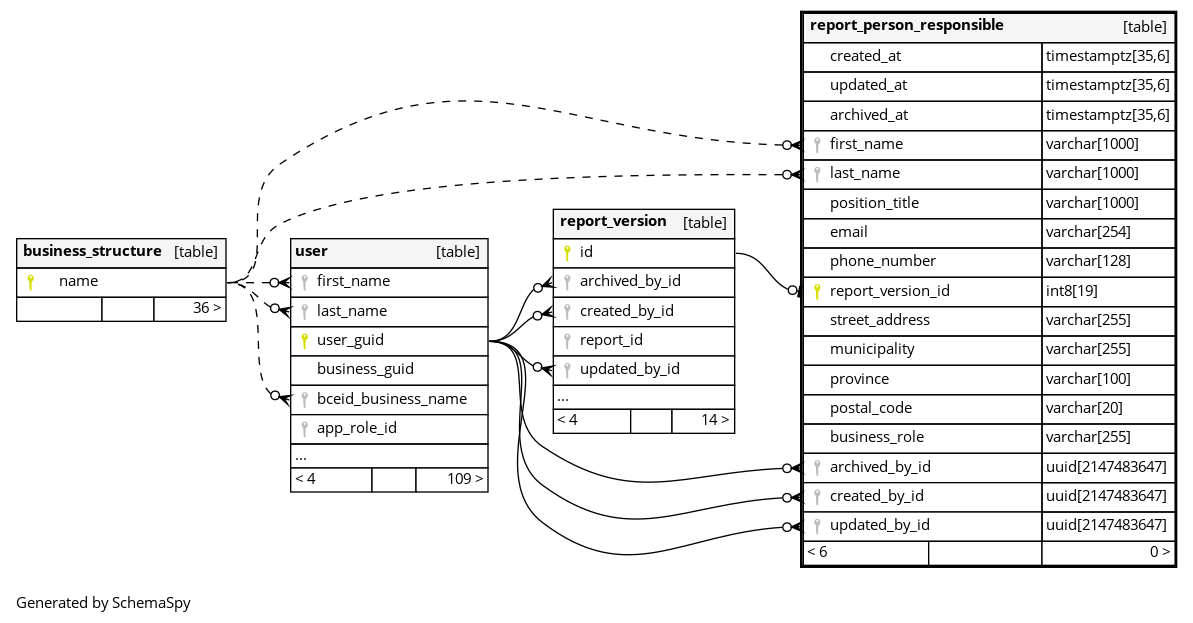 business_structure [table]
name
36 >
user [table]
first_name
last_name
user_guid
business_guid
bceid_business_name
app_role_id
...
< 4 109 >
report_version [table]
id
archived_by_id
created_by_id
report_id
updated_by_id
...
< 4 14 >
report_person_responsible [table]
created_at timestamptz[35,6]
updated_at timestamptz[35,6]
archived_at timestamptz[35,6]
first_name varchar[1000]
last_name varchar[1000]
position_title varchar[1000]
email varchar[254]
phone_number varchar[128]
report_version_id int8[19]
street_address varchar[255]
municipality varchar[255]
province varchar[100]
postal_code varchar[20]
business_role varchar[255]
archived_by_id uuid[2147483647]
created_by_id uuid[2147483647]
updated_by_id uuid[2147483647]
< 6 0 >
Generated by SchemaSpy